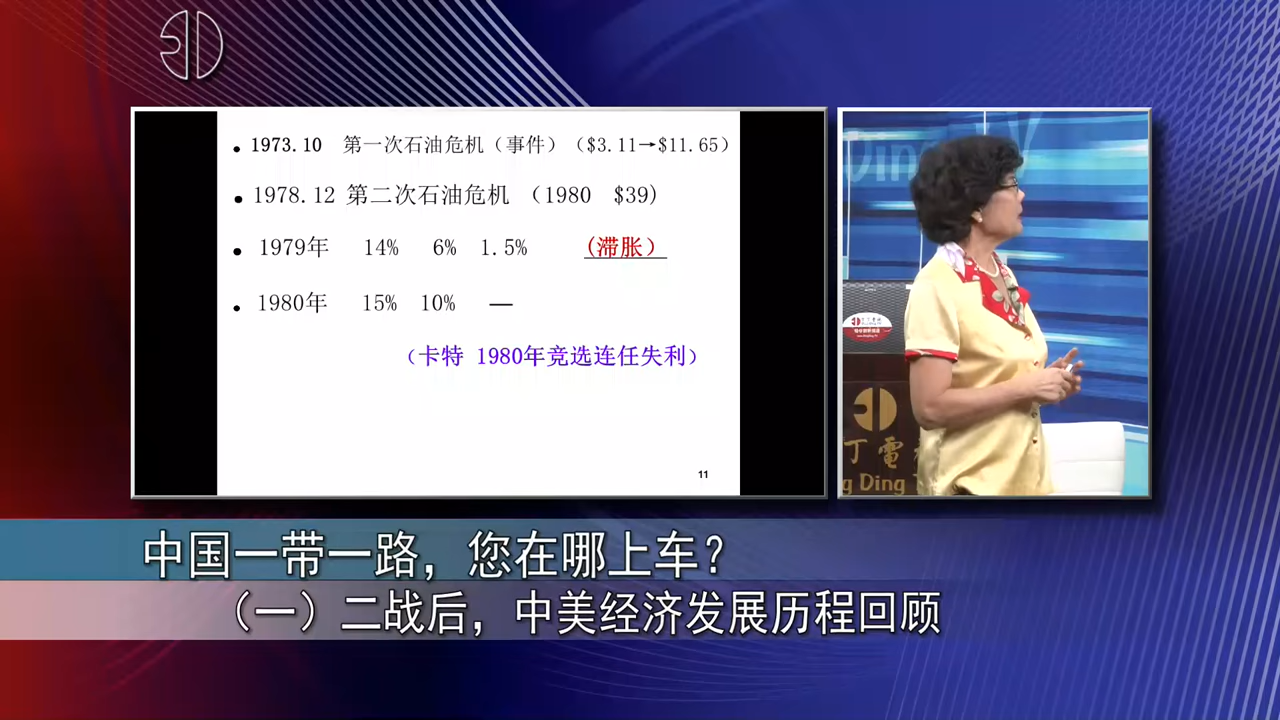 1973.10 第一次石油危机（事件）（$3.11→$11.65）
1978.12 第二次石油危机 （1980 $39)
1979年 14% 6% 1.5% (滞胀）
1980年 15% 10% —
（卡特 1980年竞选连任失利）
11
Ding
丁電
g Ding T
中国一带一路，您在哪上车？
（一）二战后，中美经济发展历程回顾